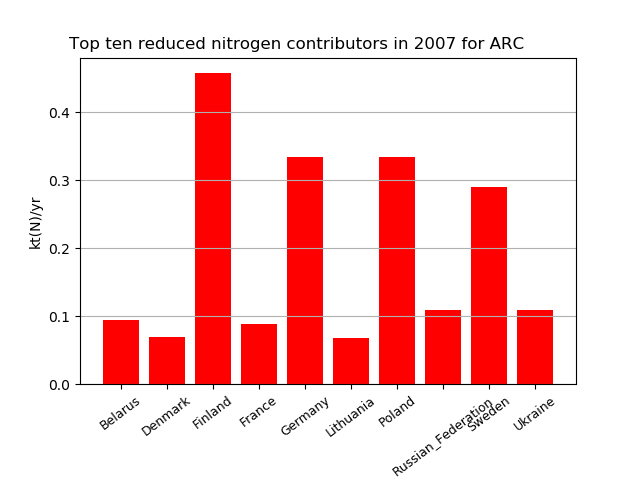 Top ten reduced nitrogen contributors in 2007 for ARC
kt(N)/yr
0.4
0.3
0.2
0.1
0.0
Belarus
Denmark
Finland
France
Germany
Lithuania
Poland
Russian_Federation
Sweden
Ukraine